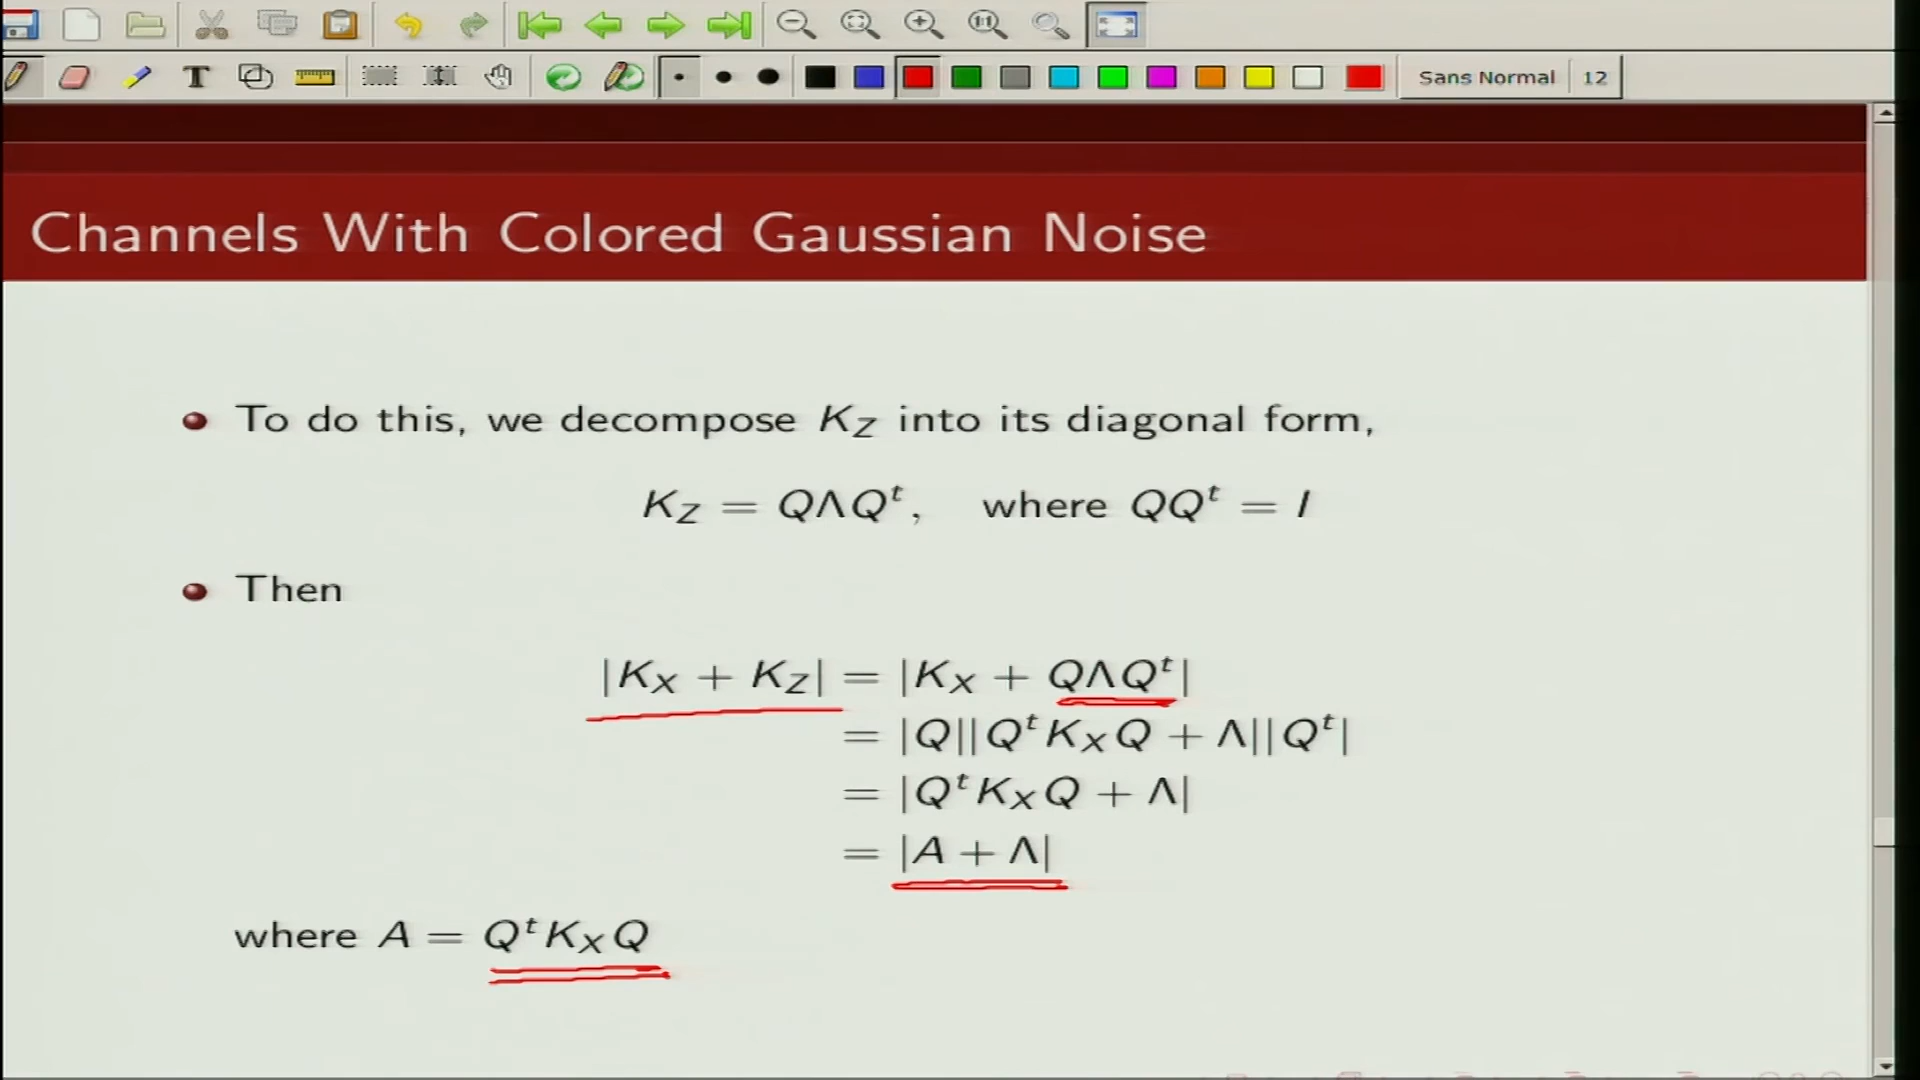 T
Sans Normal 12
Channels With Colored Gaussian Noise
To do this, we decompose K_Z into its diagonal form,
K_Z = QΛQ^t, where QQ^t = I
Then
|K_X + K_Z| = |K_X + QΛQ^t|
= |Q||Q^t K_X Q + Λ||Q^t|
= |Q^t K_X Q + Λ|
= |A + Λ|
where A = Q^t K_X Q